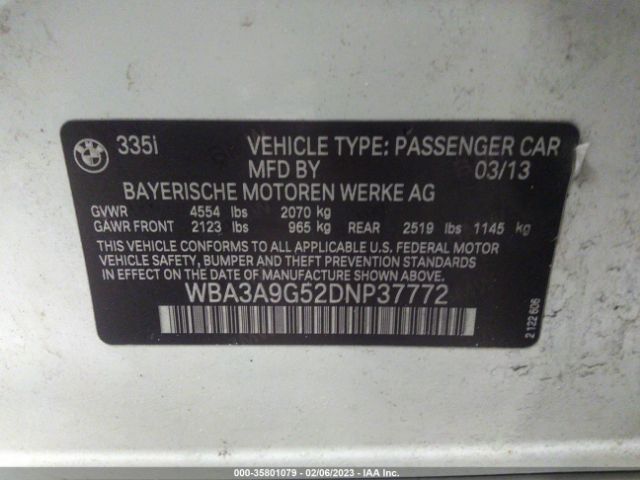 BMW
335i VEHICLE TYPE: PASSENGER CAR
MFD BY 03/13
BAYERISCHE MOTOREN WERKE AG
GVWR 4554 lbs 2070 kg
GAWR FRONT 2123 lbs 965 kg REAR 2519 lbs 1145 kg
THIS VEHICLE CONFORMS TO ALL APPLICABLE U.S. FEDERAL MOTOR
VEHICLE SAFETY, BUMPER AND THEFT PREVENTION STANDARDS
IN EFFECT ON THE DATE OF MANUFACTURE SHOWN ABOVE.
WBA3A9G52DNP37772
2 122 606
000-35801079 - 02/06/2023 - IAA Inc.